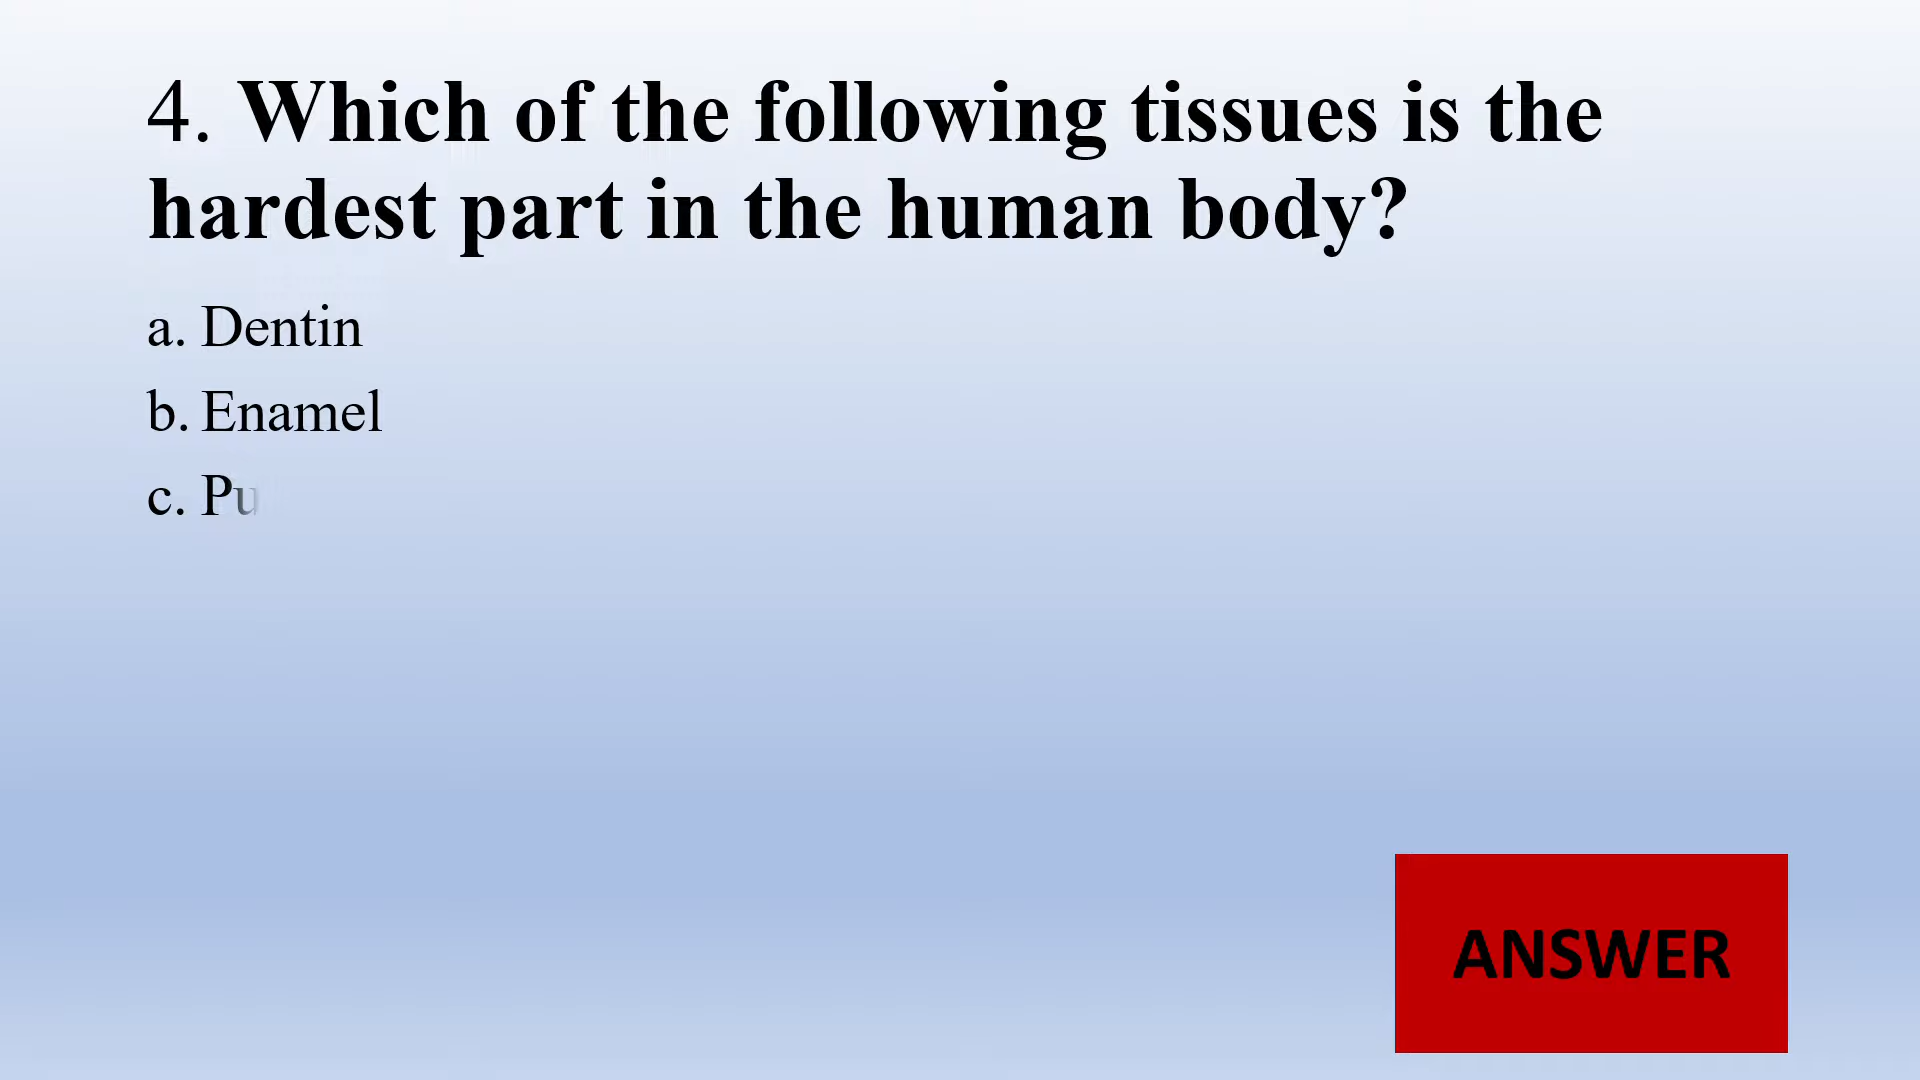 4. Which of the following tissues is the
hardest part in the human body?
a. Dentin
b. Enamel
c. Pu
ANSWER